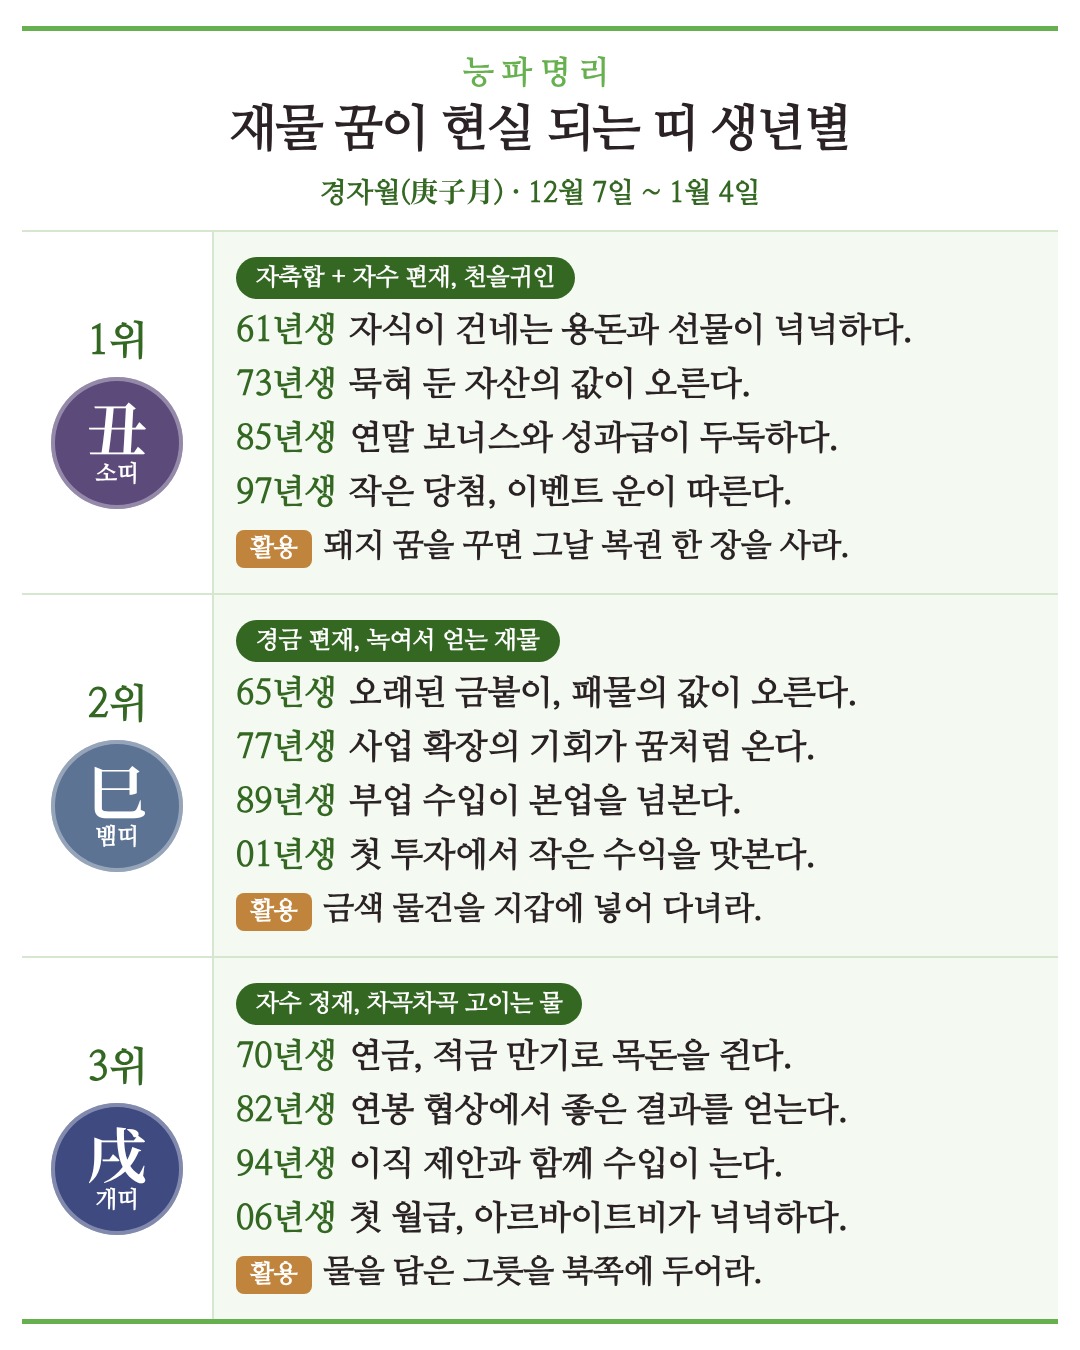 능파명리
재물 꿈이 현실 되는 띠 생년별
경자월(庚子月) · 12월 7일 ~ 1월 4일
1위
丑
소띠
자축합 + 자수 편재, 천을귀인
61년생 자식이 건네는 용돈과 선물이 넉넉하다.
73년생 묵혀 둔 자산의 값이 오른다.
85년생 연말 보너스와 성과급이 두둑하다.
97년생 작은 당첨, 이벤트 운이 따른다.
활용 돼지 꿈을 꾸면 그날 복권 한 장을 사라.
2위
巳
뱀띠
경금 편재, 녹여서 얻는 재물
65년생 오래된 금붙이, 패물의 값이 오른다.
77년생 사업 확장의 기회가 꿈처럼 온다.
89년생 부업 수입이 본업을 넘본다.
01년생 첫 투자에서 작은 수익을 맛본다.
활용 금색 물건을 지갑에 넣어 다녀라.
3위
戌
개띠
자수 정재, 차곡차곡 고이는 물
70년생 연금, 적금 만기로 목돈을 쥔다.
82년생 연봉 협상에서 좋은 결과를 얻는다.
94년생 이직 제안과 함께 수입이 는다.
06년생 첫 월급, 아르바이트비가 넉넉하다.
활용 물을 담은 그릇을 북쪽에 두어라.